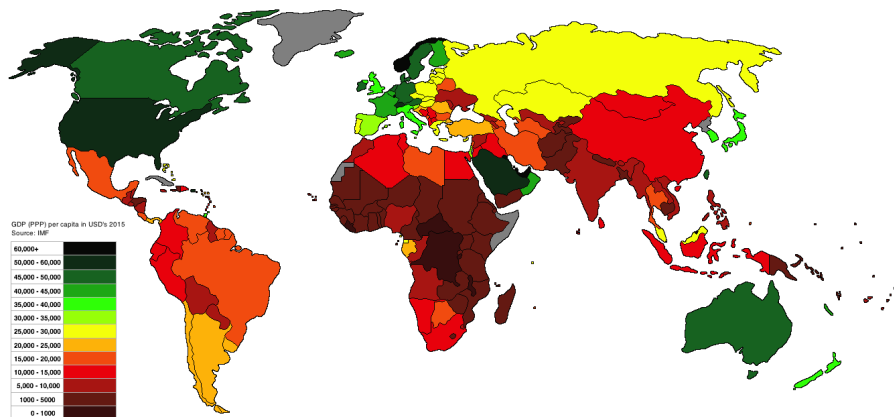 GDP (PPP) per capita in USD's 2015
Source: IMF
60,000+
50,000 - 60,000
45,000 - 50,000
40,000 - 45,000
35,000 - 40,000
30,000 - 35,000
25,000 - 30,000
20,000 - 25,000
15,000 - 20,000
10,000 - 15,000
5,000 - 10,000
1000 - 5000
0 - 1000